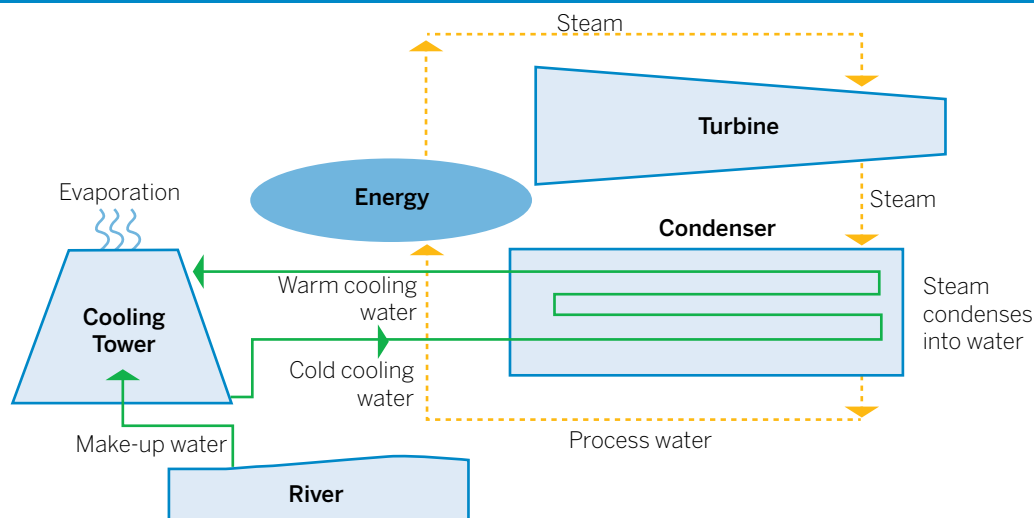 Steam
Turbine
Evaporation
Energy
Steam
Condenser
Warm cooling
water
Steam
condenses
into water
Cooling
Tower
Cold cooling
water
Make-up water
Process water
River